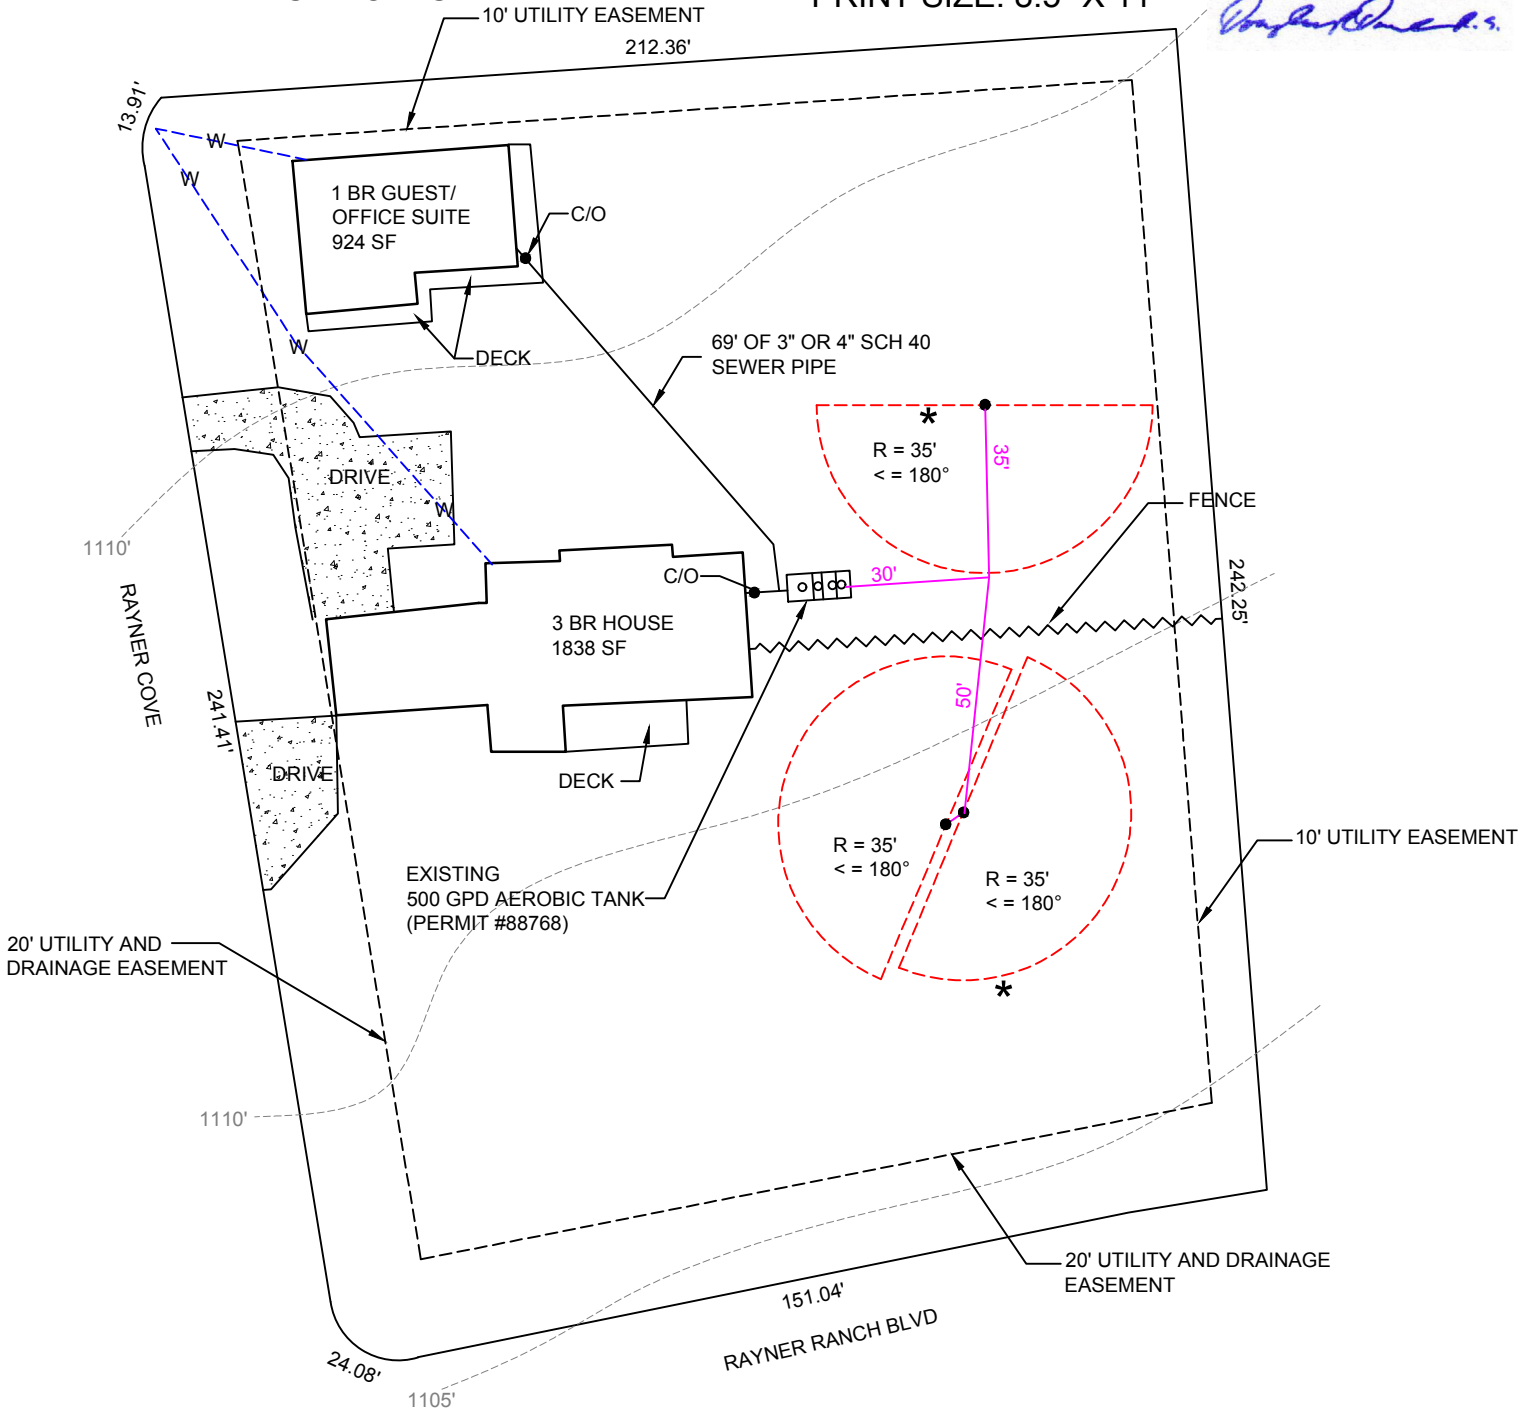 PRINT SIZE: 8.5" X 11"
10' UTILITY EASEMENT
212.36'
13.91'
W
W
1 BR GUEST/
OFFICE SUITE
924 SF
C/O
W
DECK
69' OF 3" OR 4" SCH 40
SEWER PIPE
*
R = 35'
< = 180°
35'
DRIVE
W
FENCE
1110'
C/O
30'
242.25'
RAYNER COVE
3 BR HOUSE
1838 SF
241.41'
50'
DRIVE
DECK
R = 35'
< = 180°
R = 35'
< = 180°
10' UTILITY EASEMENT
EXISTING
500 GPD AEROBIC TANK
(PERMIT #88768)
20' UTILITY AND
DRAINAGE EASEMENT
*
1110'
20' UTILITY AND DRAINAGE
EASEMENT
151.04'
RAYNER RANCH BLVD
24.08'
1105'